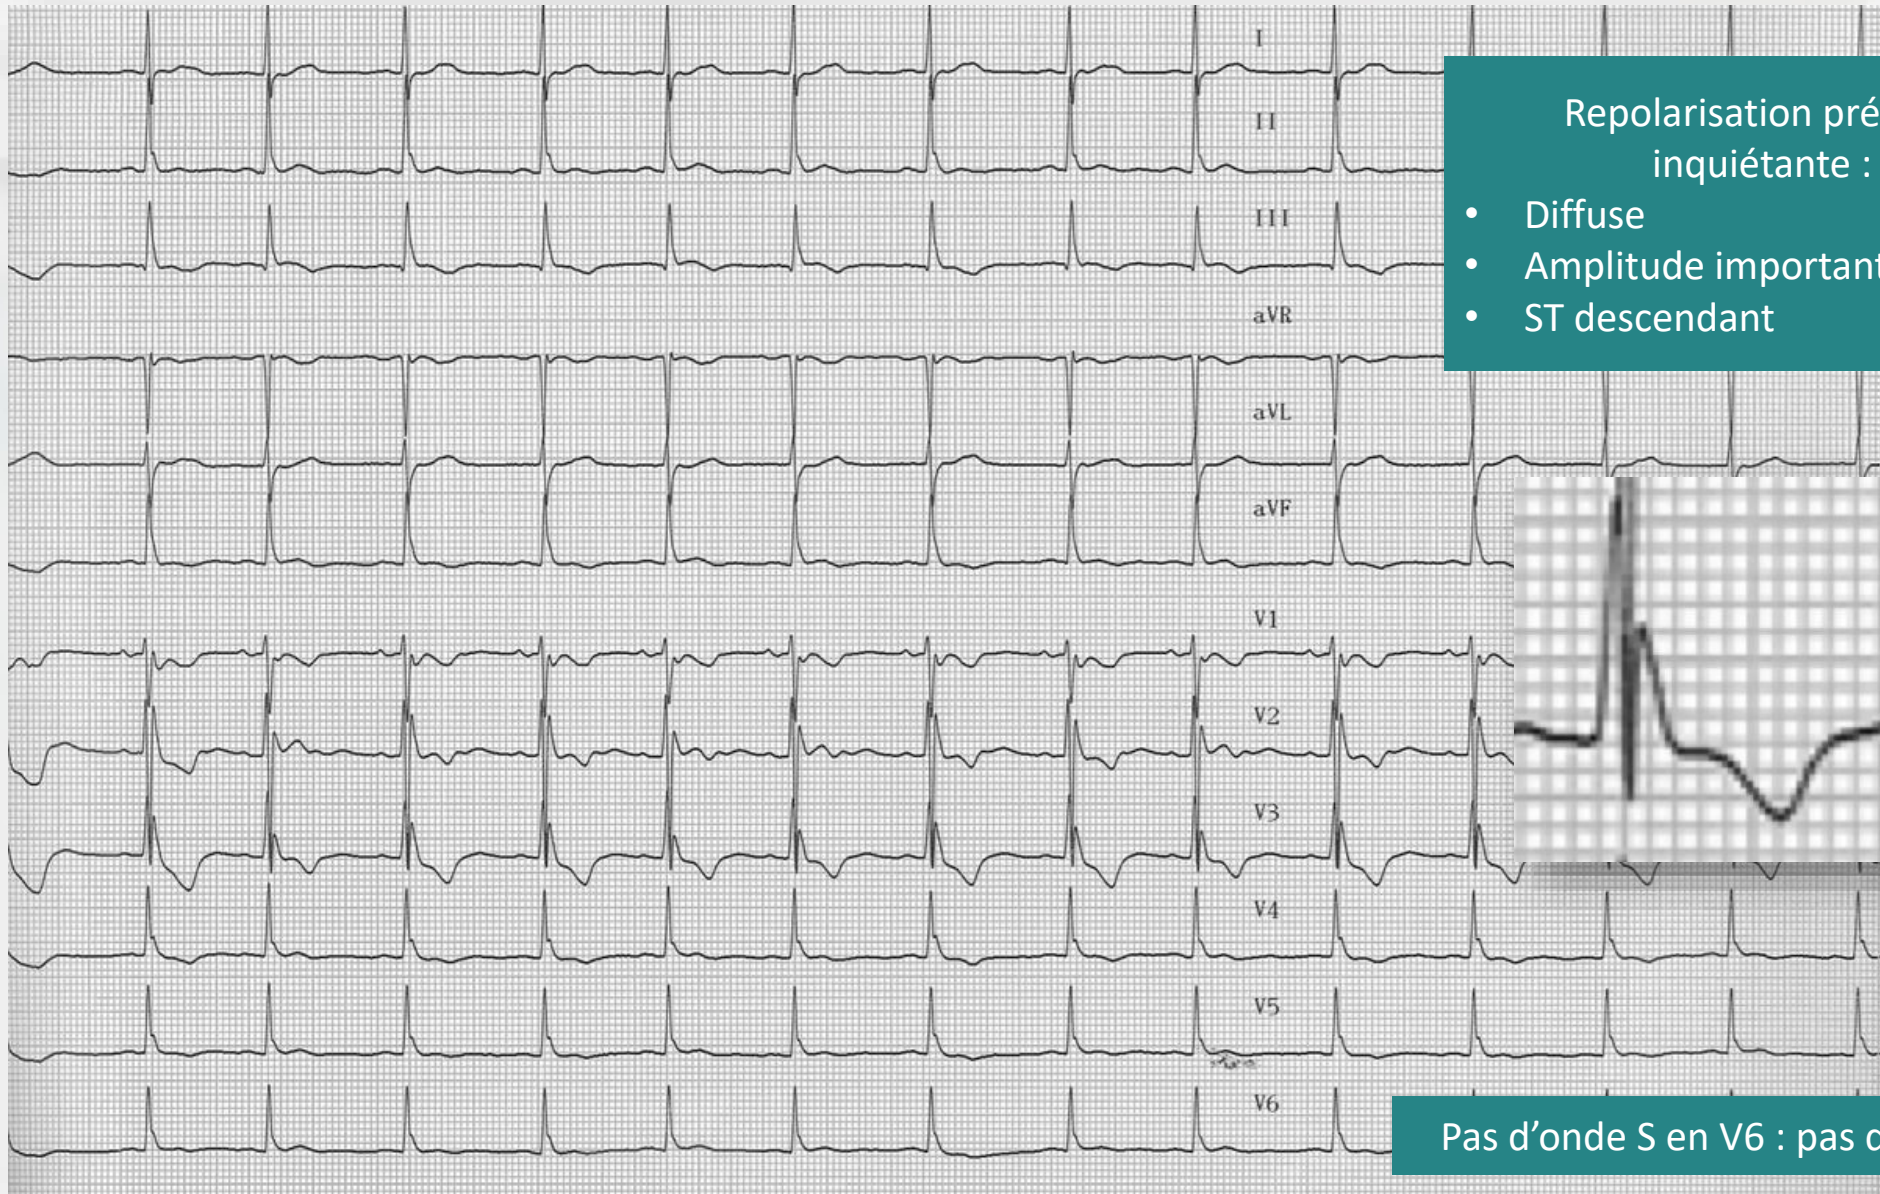 I
II
III
aVR
aVL
aVF
V1
V2
V3
V4
V5
V6
Repolarisation pré
inquiétante :
• Diffuse
• Amplitude important
• ST descendant
Pas d'onde S en V6 : pas d